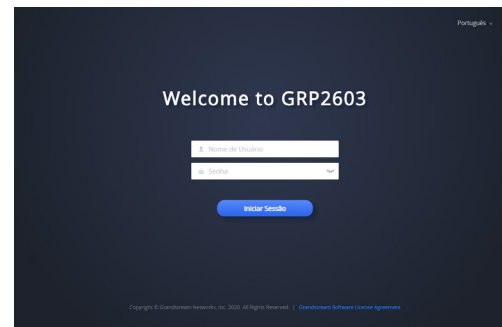 Português
Welcome to GRP2603
Nome de Usuário
Senha
Iniciar Sessão
Copyright © Grandstream Networks, Inc. 2020. All Rights Reserved | Grandstream Software License Agreement